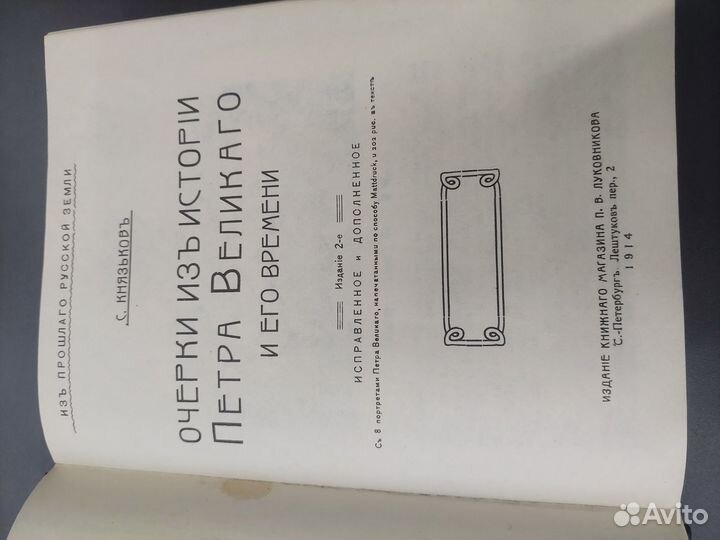 ИЗЪ ПРОШЛАГО РУССКОЙ ЗЕМЛИ
С. КНЯЗЬКОВЪ
ОЧЕРКИ ИЗЪ ИСТОРІИ
ПЕТРА ВЕЛИКАГО
И ЕГО ВРЕМЕНИ
Изданіе 2-е
ИСПРАВЛЕННОЕ И ДОПОЛНЕННОЕ
Съ 8 портретами Петра Великаго, напечатанными по способу Mattdruck, и 202 рис. въ текстѣ
ИЗДАНІЕ КНИЖНАГО МАГАЗИНА П. В. ЛУКОВНИКОВА
С.-Петербургъ. Лештуковъ пер., 2
1914
Avito